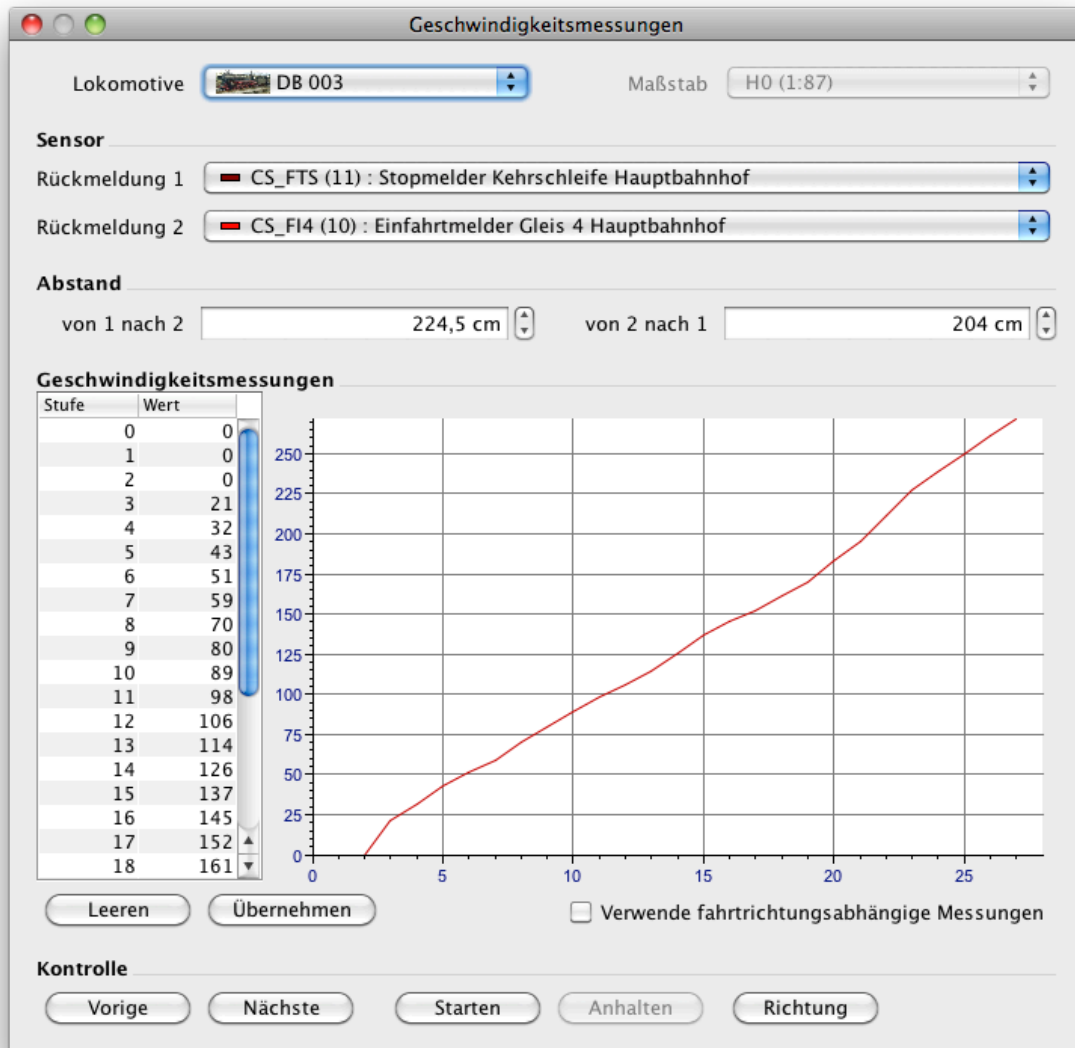 Geschwindigkeitsmessungen
Lokomotive DB 003 Maßstab H0 (1:87)
Sensor
Rückmeldung 1 CS_FTS (11) : Stopmelder Kehrschleife Hauptbahnhof
Rückmeldung 2 CS_FI4 (10) : Einfahrtmelder Gleis 4 Hauptbahnhof
Abstand
von 1 nach 2 224,5 cm von 2 nach 1 204 cm
Geschwindigkeitsmessungen
Stufe Wert
0 0
1 0
2 0
3 21
4 32
5 43
6 51
7 59
8 70
9 80
10 89
11 98
12 106
13 114
14 126
15 137
16 145
17 152
18 161
250
225
200
175
150
125
100
75
50
25
0
0 5 10 15 20 25
Leeren Übernehmen Verwende fahrtrichtungsabhängige Messungen
Kontrolle
Vorige Nächste Starten Anhalten Richtung